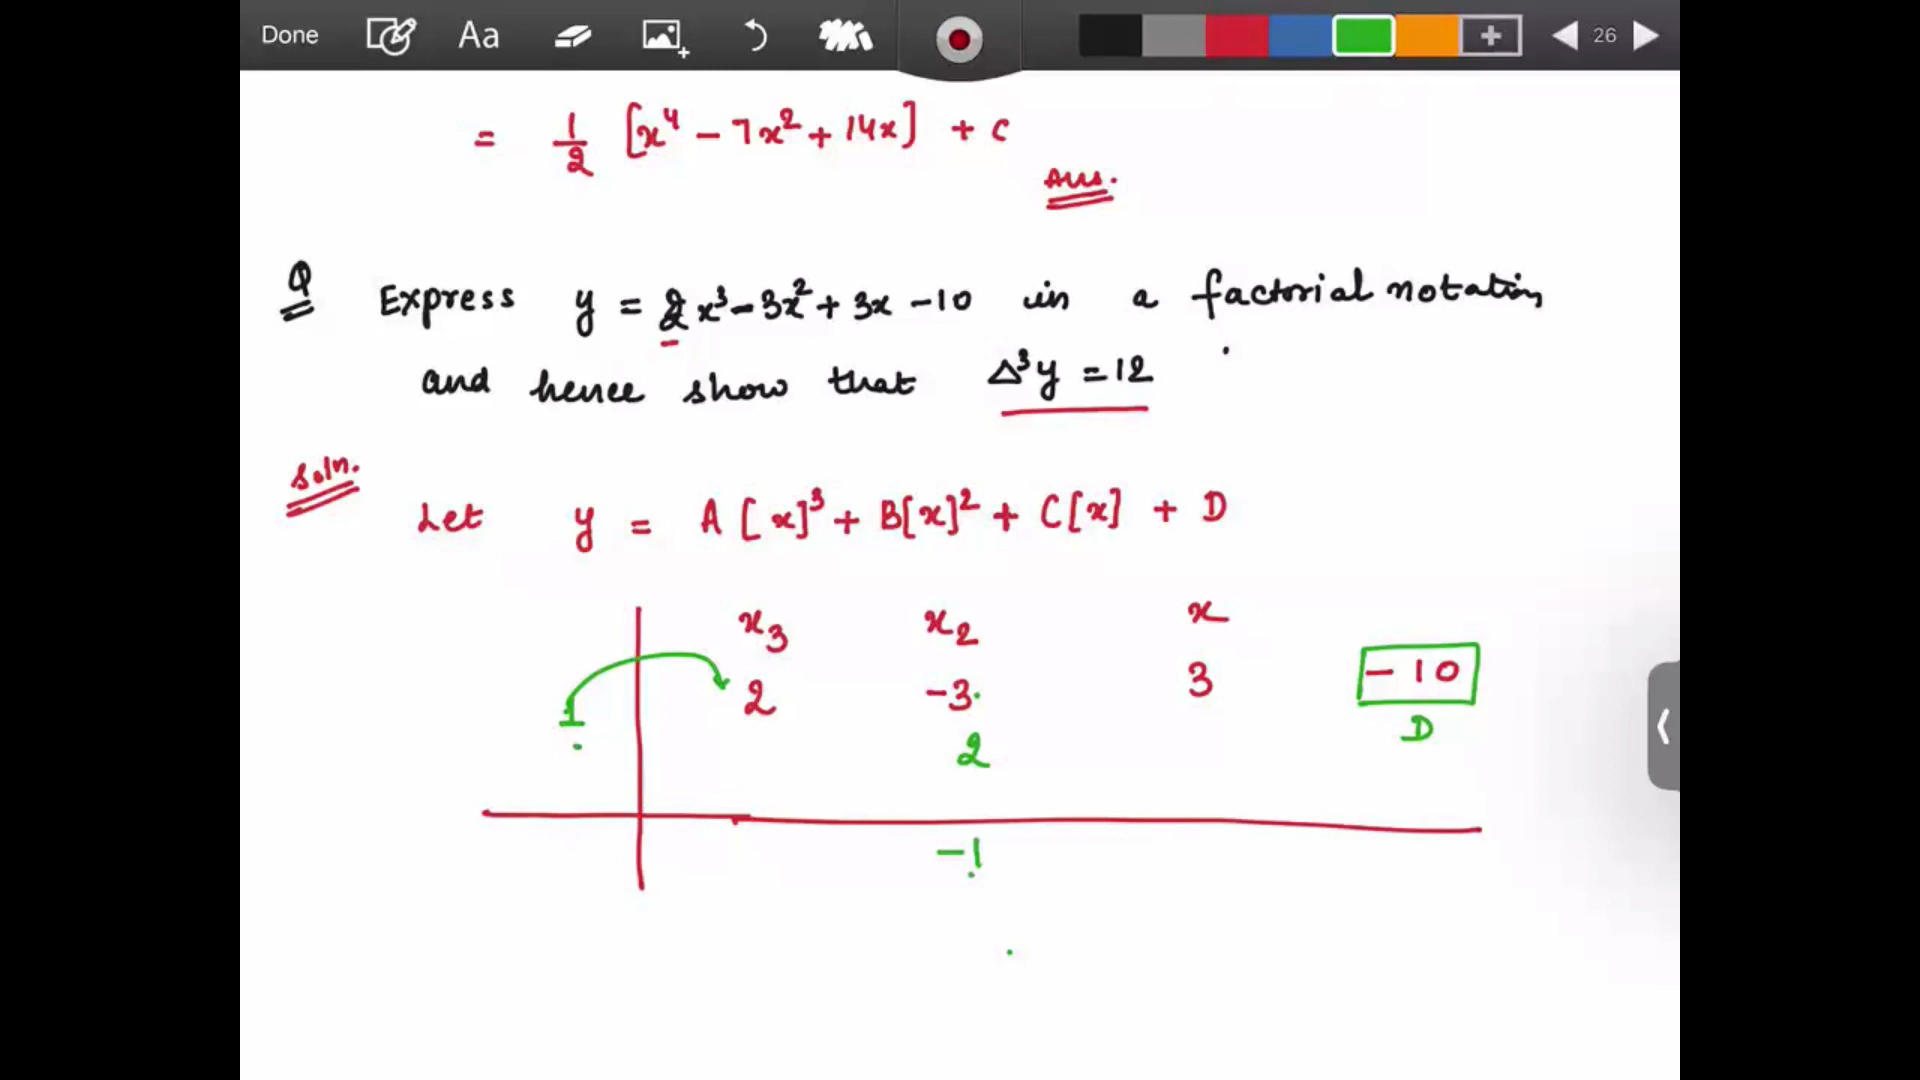 Done Aa 26
= 1/2 [x⁴ - 7x² + 14x] + c
Ans.
Q Express y = 2x³ - 3x² + 3x - 10 in a factorial notation
and hence show that Δ³y = 12
Soln.
Let y = A[x]³ + B[x]² + C[x] + D
x₃ x₂ x
1 2 -3 3 -10
2 D
-1